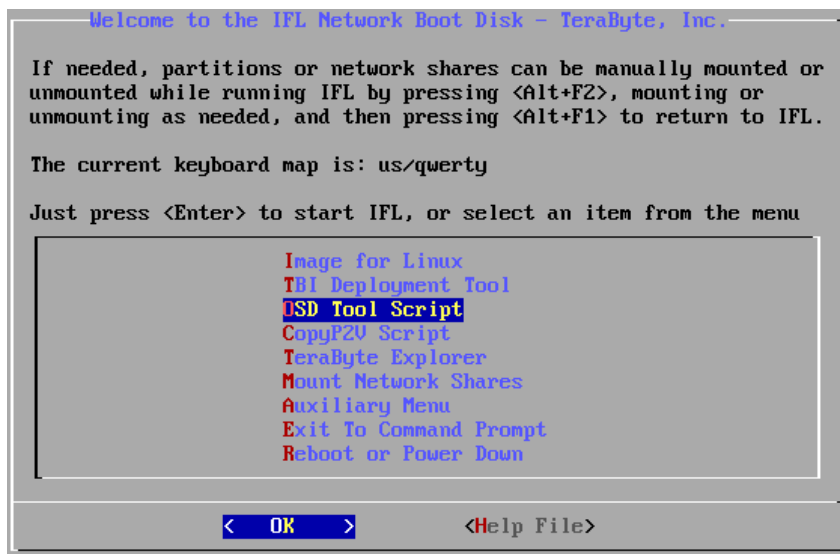 Welcome to the IFL Network Boot Disk - TeraByte, Inc.
If needed, partitions or network shares can be manually mounted or
unmounted while running IFL by pressing <Alt+F2>, mounting or
unmounting as needed, and then pressing <Alt+F1> to return to IFL.
The current keyboard map is: us/qwerty
Just press <Enter> to start IFL, or select an item from the menu
Image for Linux
TBI Deployment Tool
OSD Tool Script
CopyP2V Script
TeraByte Explorer
Mount Network Shares
Auxiliary Menu
Exit To Command Prompt
Reboot or Power Down
< OK > <Help File>